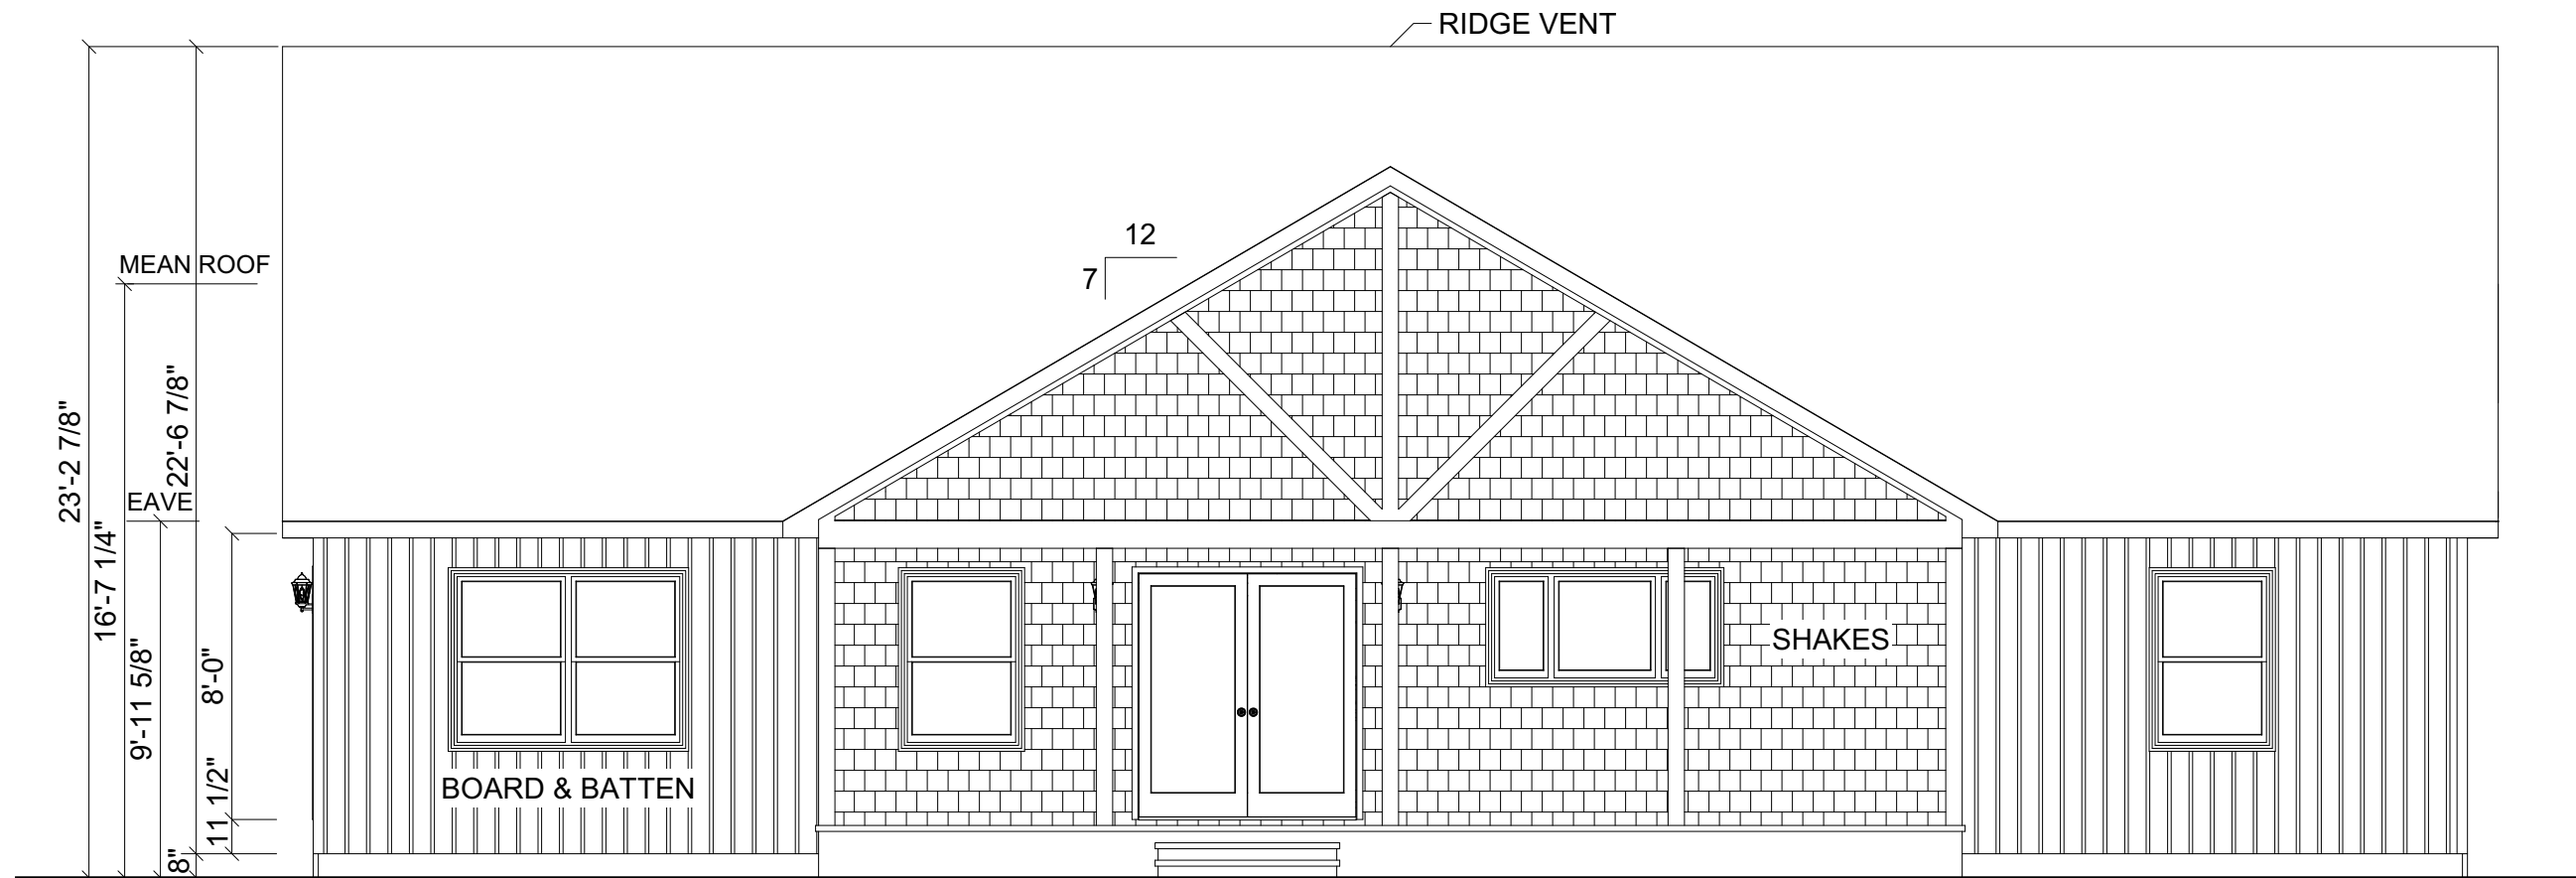 RIDGE VENT
12
7
MEAN ROOF
EAVE
23'-2 7/8"
16'-7 1/4"
9'-11 5/8"
22'-6 7/8"
8'-0"
11 1/2"
8"
BOARD & BATTEN
SHAKES